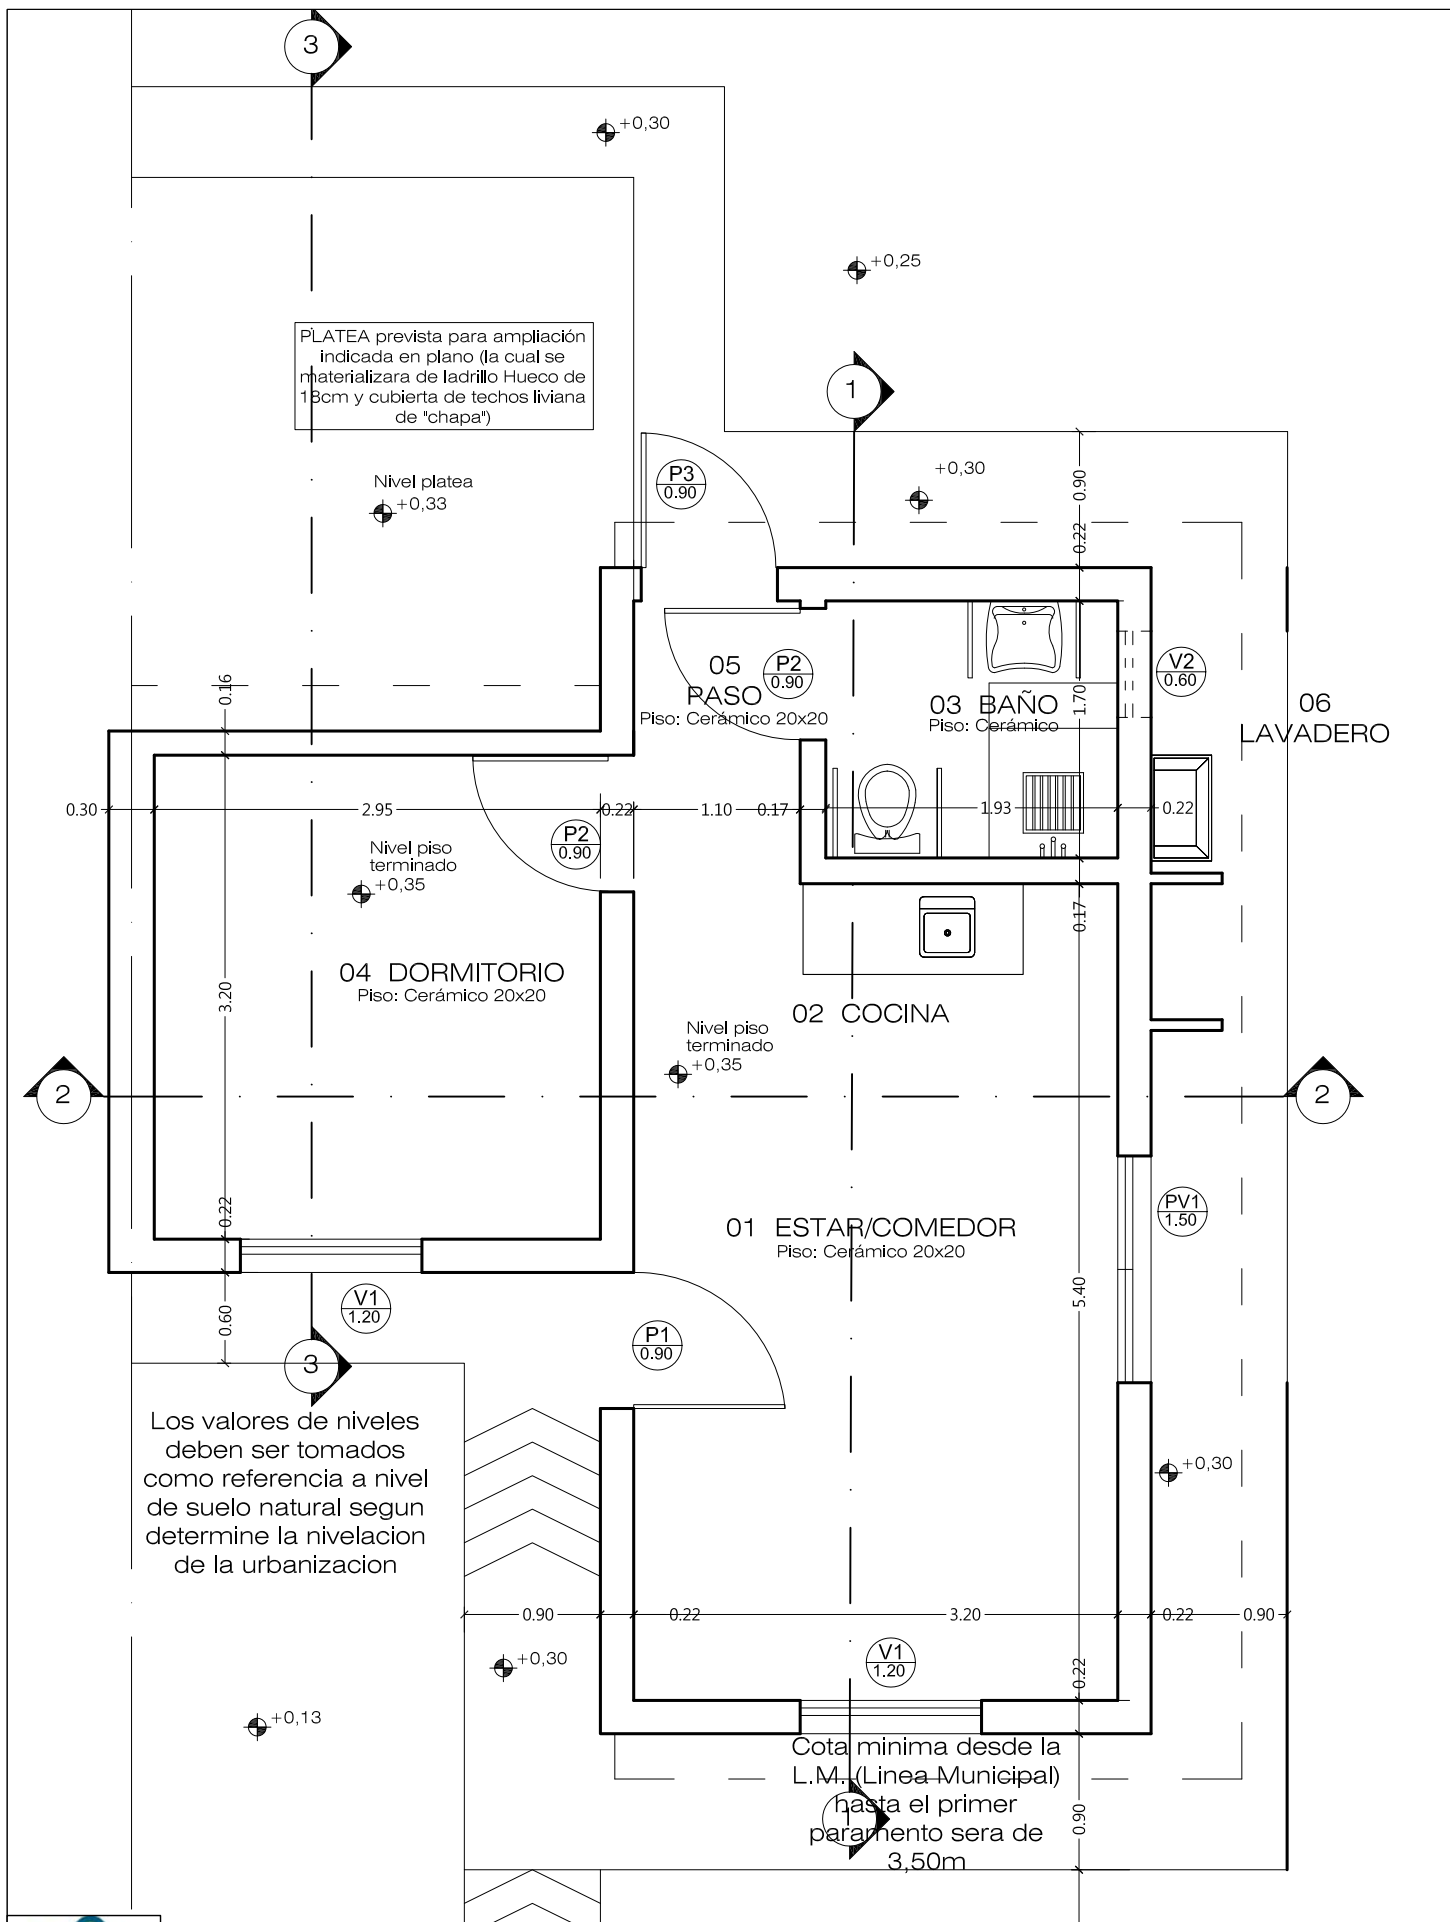 3
+0,30
+0,25
PLATEA prevista para ampliación
indicada en plano (la cual se
materializara de ladrillo Hueco de
18cm y cubierta de techos liviana
de "chapa")
1
Nivel platea
+0,33
P3
0.90
+0,30
0.90
0.22
0.16
05
PASO
Piso: Cerámico 20x20
P2
0.90
03 BAÑO
Piso: Cerámico
1.70
V2
0.60
06
LAVADERO
0.30
2.95
0.22
1.10
0.17
1.93
0.22
Nivel piso
terminado
+0,35
P2
0.90
0.17
04 DORMITORIO
Piso: Cerámico 20x20
3.20
02 COCINA
Nivel piso
terminado
+0,35
2
2
0.22
01 ESTAR/COMEDOR
Piso: Cerámico 20x20
PV1
1.50
5.40
V1
1.20
0.60
P1
0.90
3
Los valores de niveles
deben ser tomados
como referencia a nivel
de suelo natural segun
determine la nivelacion
de la urbanizacion
+0,30
0.90
0.22
3.20
0.22
0.90
+0,30
V1
1.20
0.22
+0,13
Cota minima desde la
L.M. (Linea Municipal)
hasta el primer
paramento sera de
3,50m
1
0.90